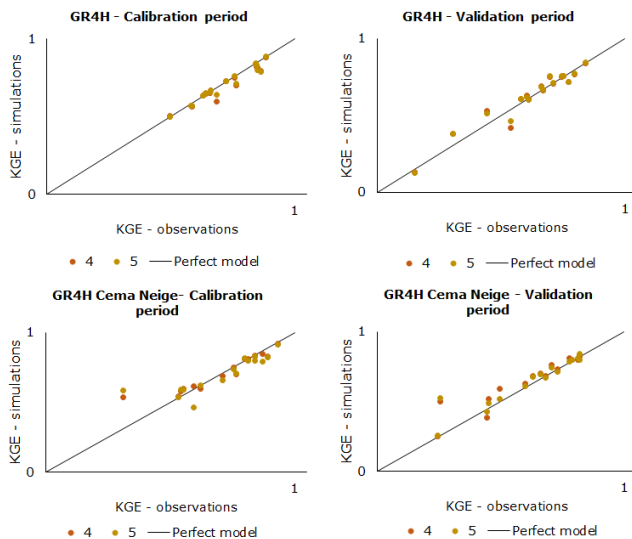 GR4H - Calibration period
1
KGE - simulations
0
1
KGE - observations
4 5 Perfect model
GR4H - Validation period
1
KGE - simulations
0
1
KGE - observations
4 5 Perfect model
GR4H Cema Neige- Calibration
period
1
KGE - simulations
0
1
KGE - observations
4 5 Perfect model
GR4H Cema Neige - Validation
period
1
KGE - simulations
0
1
KGE - observations
4 5 Perfect model